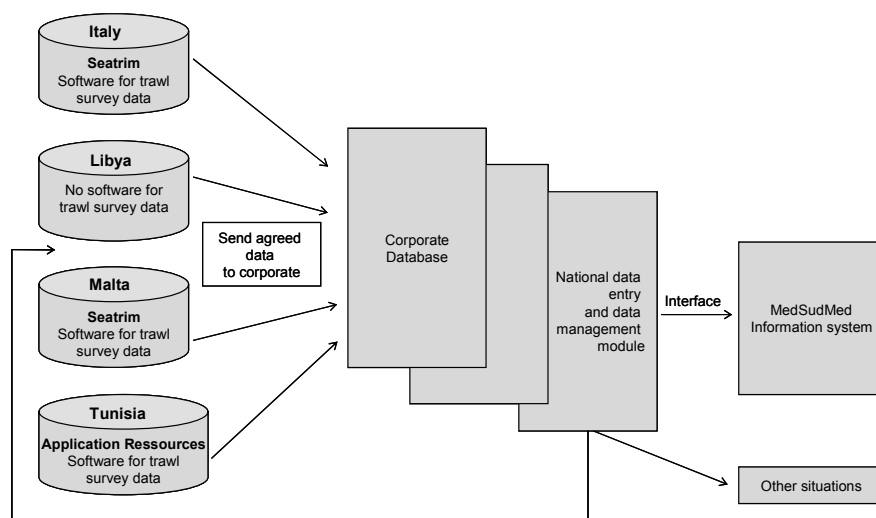 Italy
Seatrim
Software for trawl
survey data
Libya
No software for
trawl survey data
Send agreed
data
to corporate
Malta
Seatrim
Software for trawl
survey data
Tunisia
Application Ressources
Software for trawl
survey data
Corporate
Database
National data
entry
and data
management
module
Interface
MedSudMed
Information system
Other situations